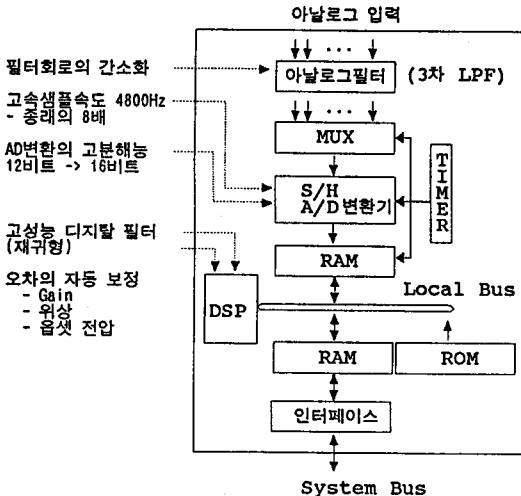 아날로그 입력
필터회로의 간소화
아날로그필터 (3차 LPF)
고속샘플속도 4800Hz
- 종래의 8배
MUX
AD변환의 고분해능
12비트 -> 16비트
S/H
A/D 변환기
TIMER
RAM
고성능 디지탈 필터
(재귀형)
오차의 자동 보정
- Gain
- 위상
- 옵셋 전압
DSP
Local Bus
RAM
ROM
인터페이스
System Bus